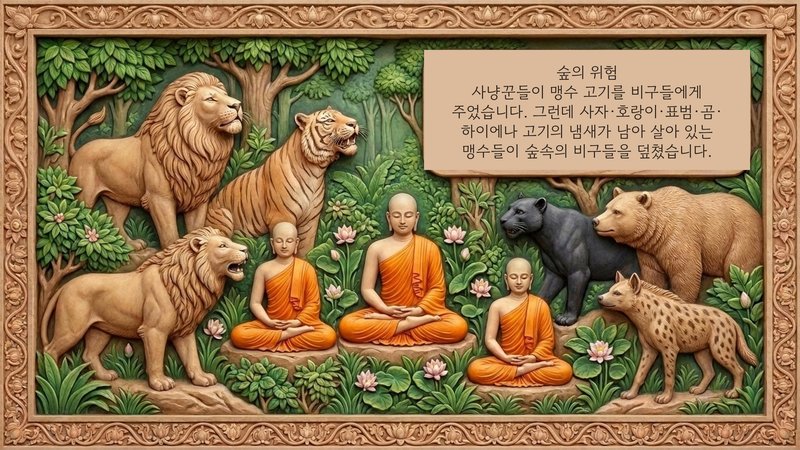 숲의 위험
사냥꾼들이 맹수 고기를 비구들에게
주었습니다. 그런데 사자·호랑이·표범·곰·
하이에나 고기의 냄새가 남아 살아 있는
맹수들이 숲속의 비구들을 덮쳤습니다.